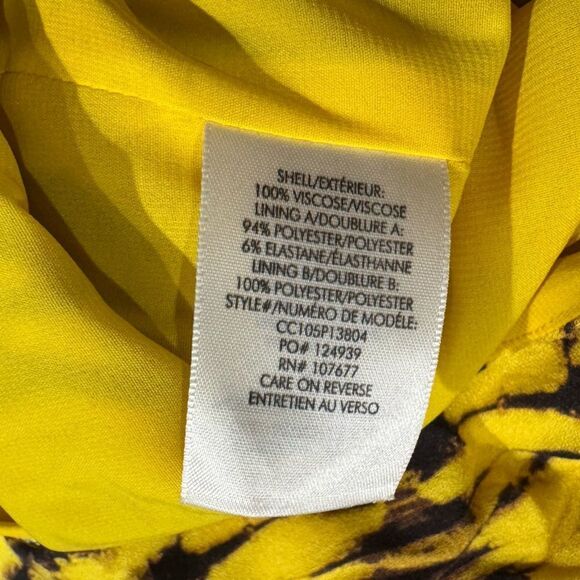 SHELL/EXTÉRIEUR:
100% VISCOSE/VISCOSE
LINING A/DOUBLURE A:
94% POLYESTER/POLYESTER
6% ELASTANE/ÉLASTHANNE
LINING B/DOUBLURE B:
100% POLYESTER/POLYESTER
STYLE#/NUMÉRO DE MODÉLE:
CC105P13804
PO# 124939
RN# 107677
CARE ON REVERSE
ENTRETIEN AU VERSO